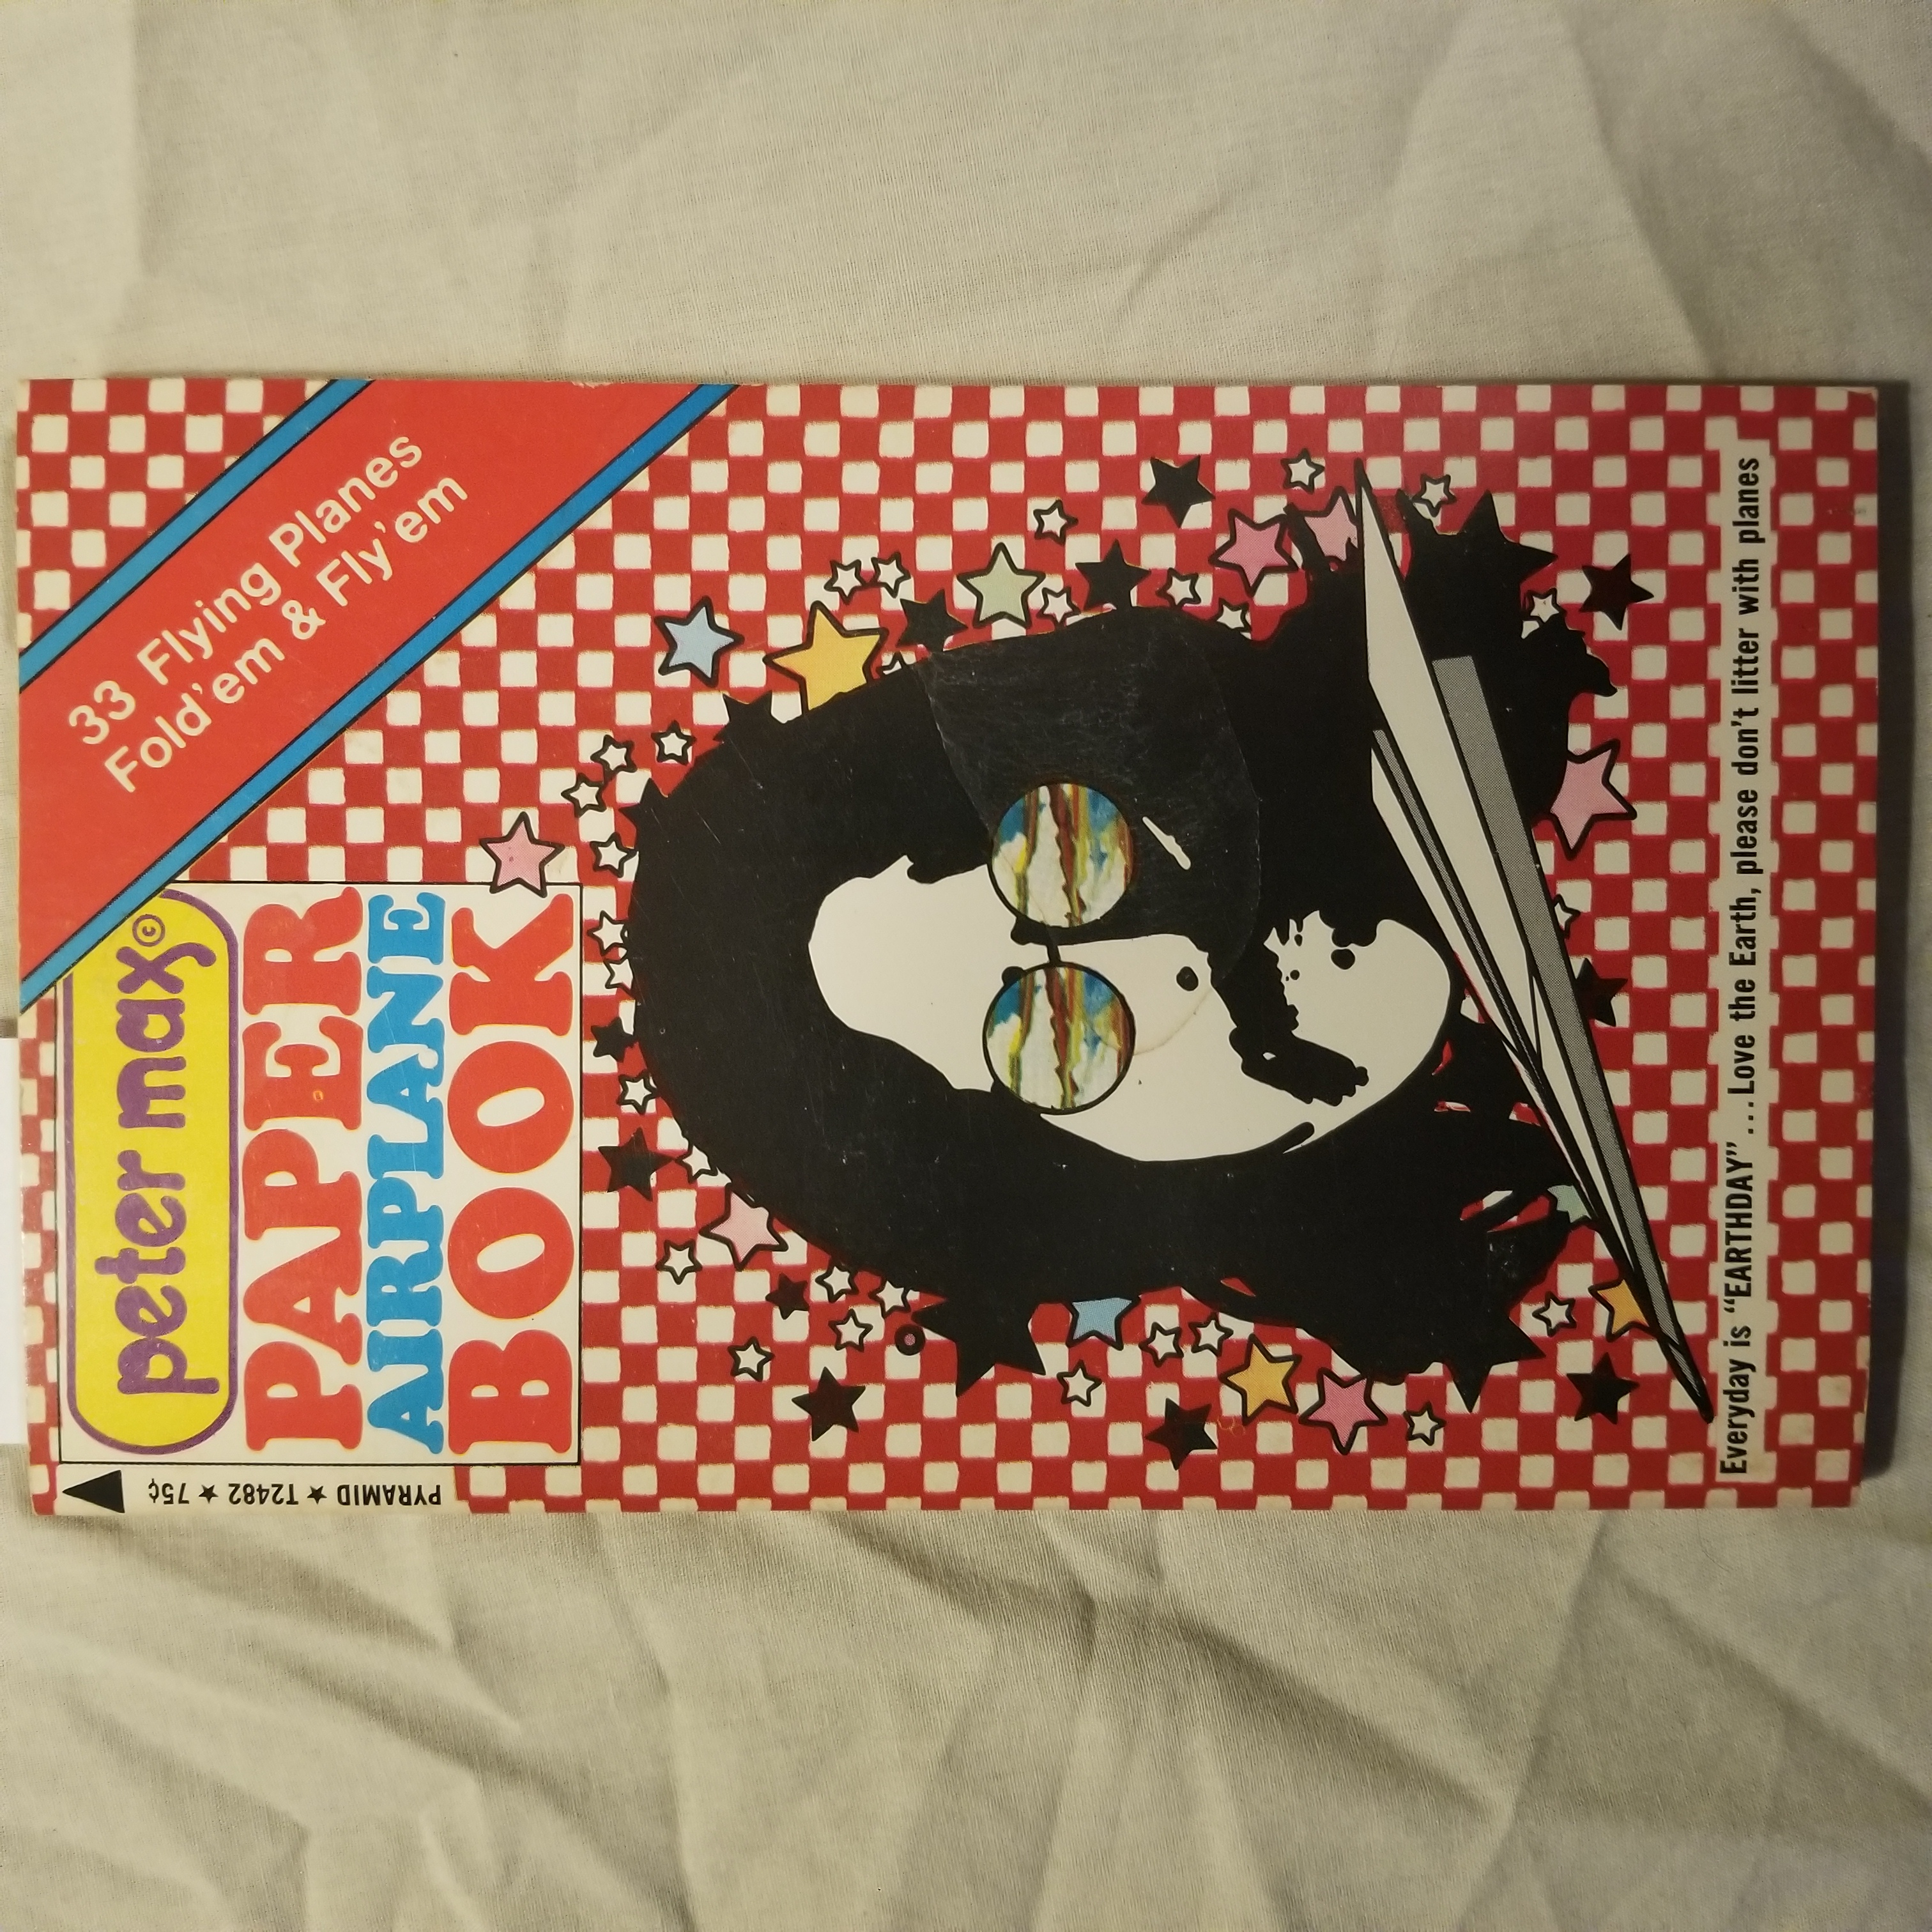 33 Flying Planes
Fold'em & Fly'em
peter max©
PAPER
AIRPLANE
BOOK
PYRAMID ★ T2482 ★ 75¢
Everyday is “EARTHDAY” ...Love the Earth, please don't litter with planes